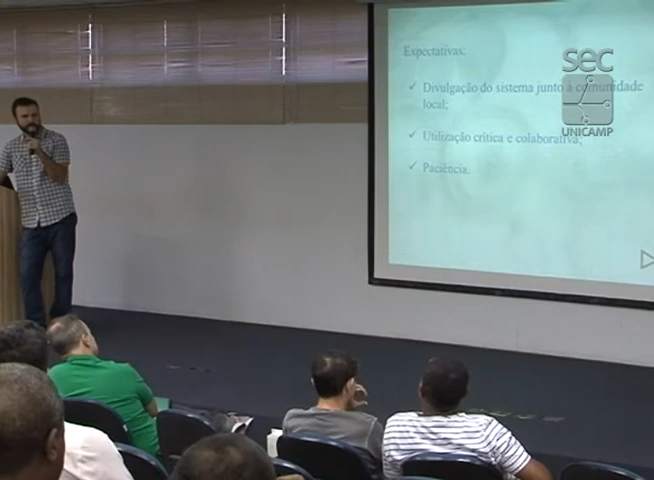 Expectativas:
✓ Divulgação do sistema junto à comunidade
local;
✓ Utilização crítica e colaborativa;
✓ Paciência.
sec
UNICAMP